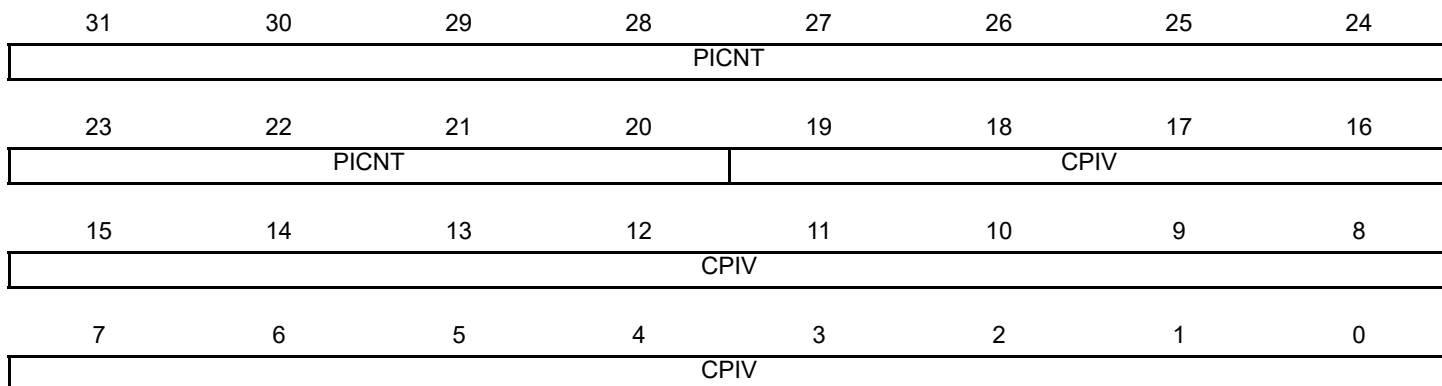 31 30 29 28 27 26 25 24
PICNT
23 22 21 20 19 18 17 16
PICNT CPIV
15 14 13 12 11 10 9 8
CPIV
7 6 5 4 3 2 1 0
CPIV